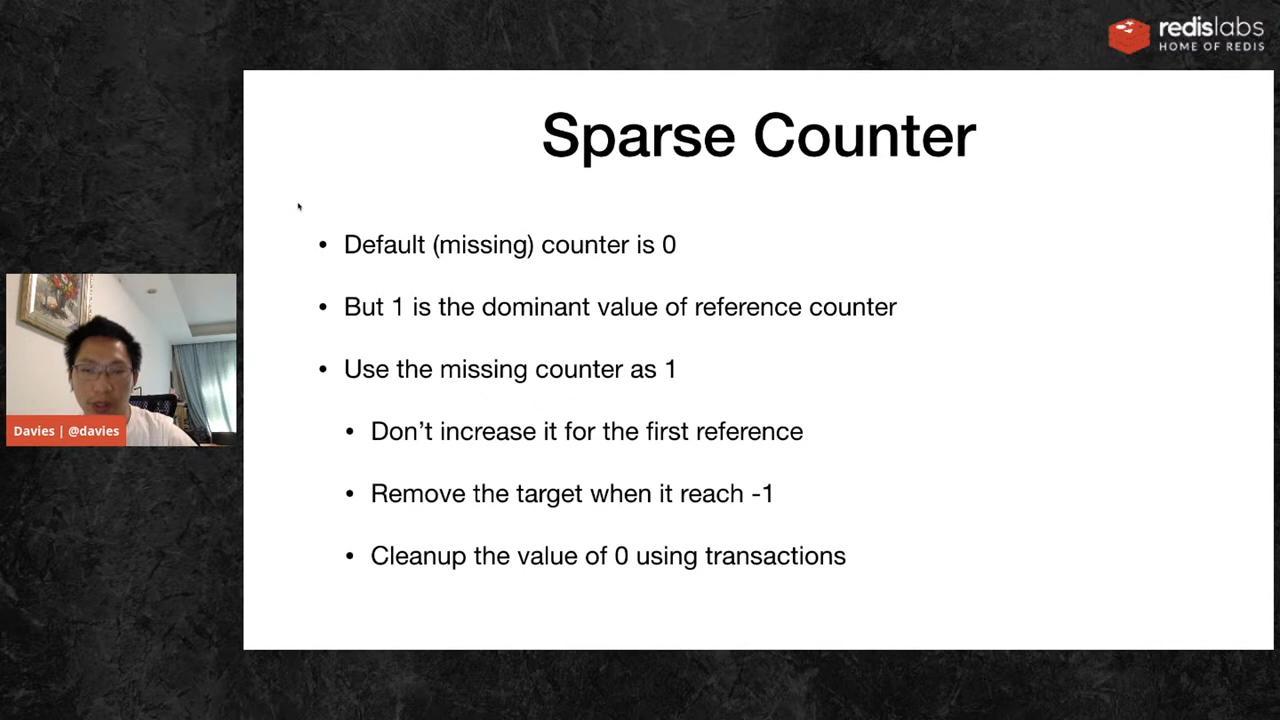 redislabs
HOME OF REDIS
Sparse Counter
• Default (missing) counter is 0
• But 1 is the dominant value of reference counter
• Use the missing counter as 1
• Don’t increase it for the first reference
• Remove the target when it reach -1
• Cleanup the value of 0 using transactions
Davies | @davies